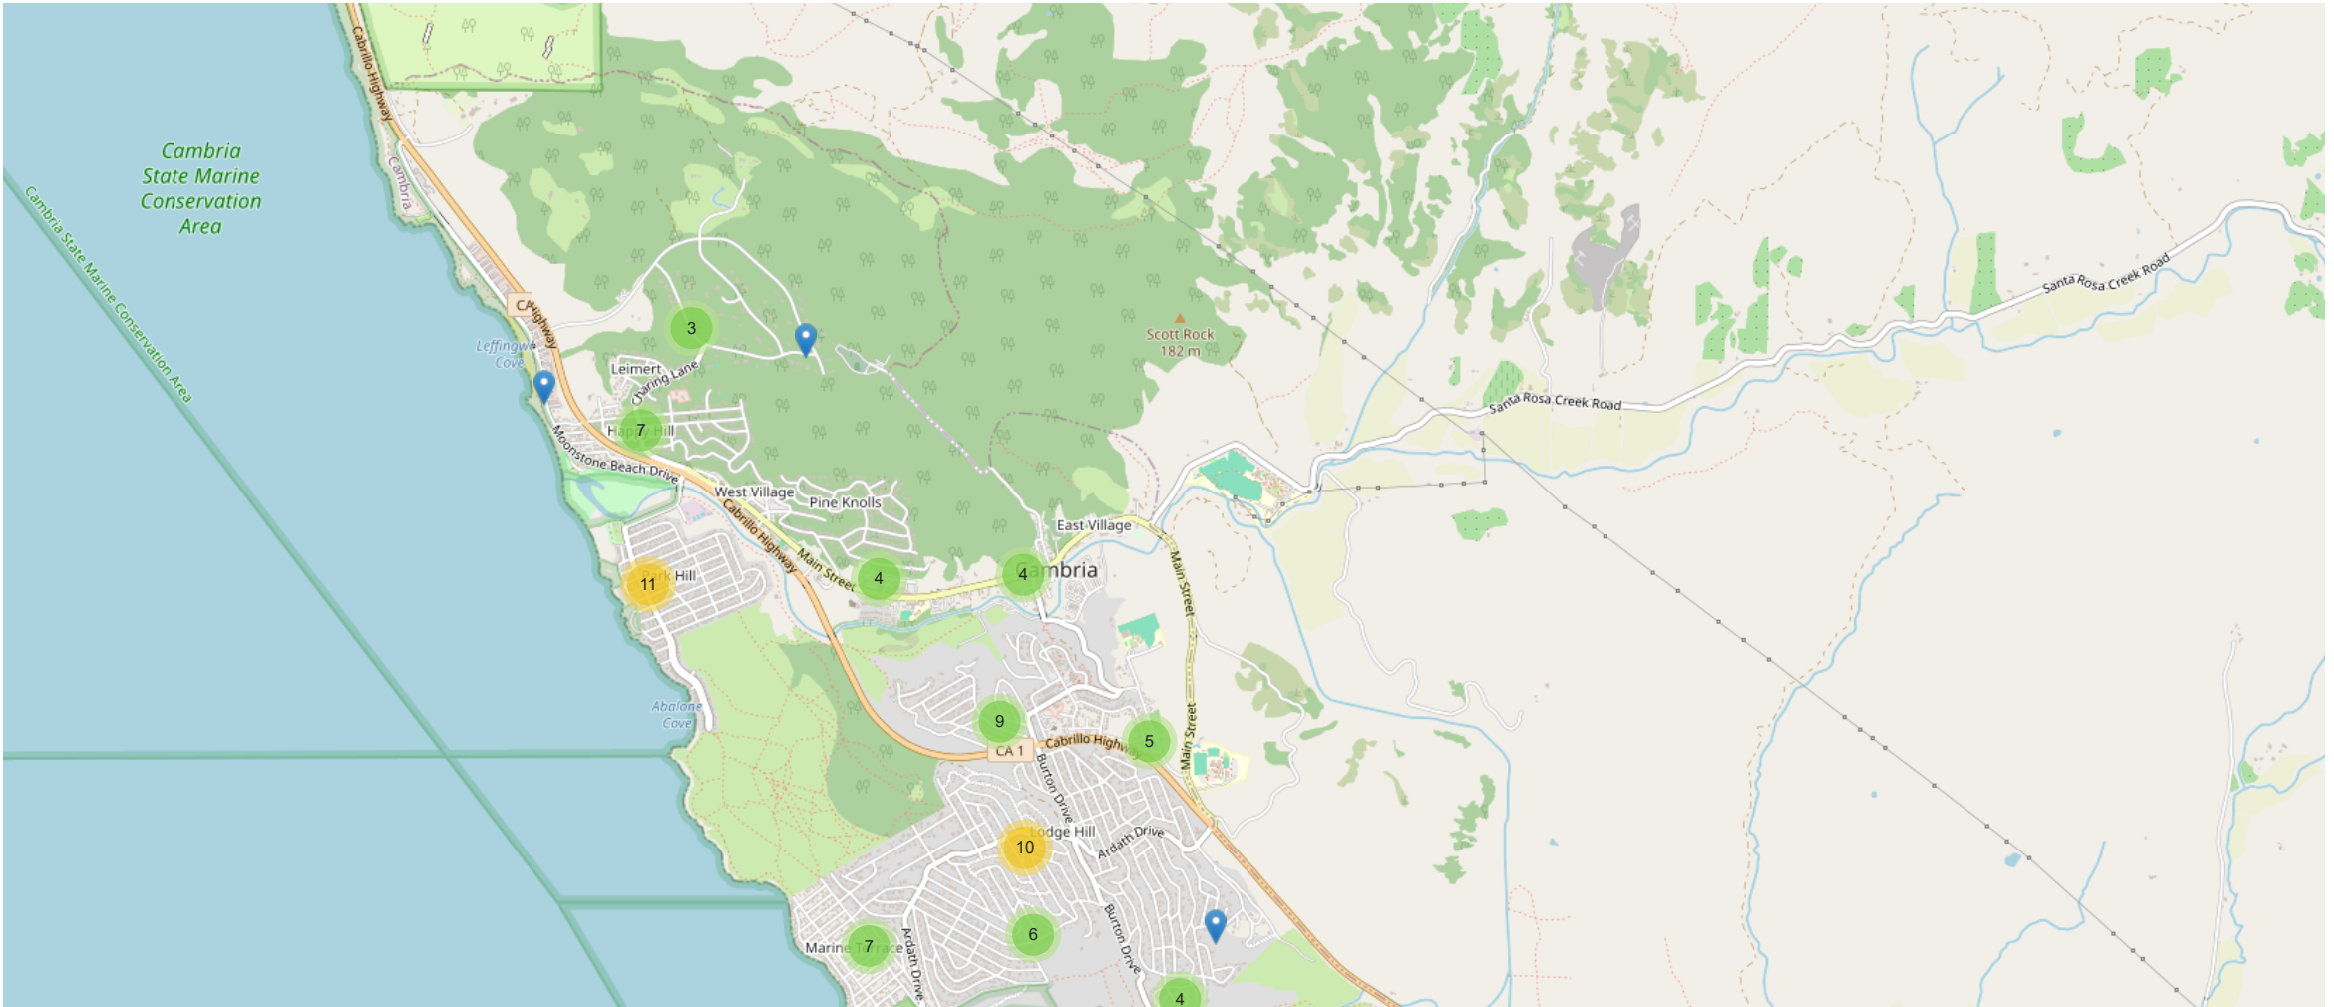 Cabrillo Highway
Cambria
State Marine
Conservation
Area
Cambria
Cambria State Marine Conservation Area
Santa Rosa Creek Road
CA
Highway
3
Scott Rock
182 m
Leffingwe
Cove
Leimert
Charing Lane
Santa Rosa Creek Road
7
Moonstone Beach Drive
West Village
Pine Knolls
Cabrillo Highway
East Village
Main Street
Main Street
4
4
Cambria
11
Park Hill
Abalone
Cove
9
5
CA 1
Cabrillo Highway
Main Street
Burton Drive
Lodge Hill
Ardath Drive
10
6
7
Marine Terrace
Ardath Drive
Burton Drive
4